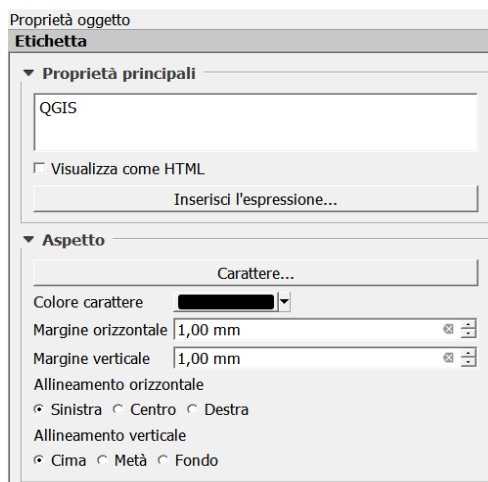 Proprietà oggetto
Etichetta
Proprietà principali
QGIS
Visualizza come HTML
Inserisci l'espressione...
Aspetto
Carattere...
Colore carattere
Margine orizzontale 1,00 mm
Margine verticale 1,00 mm
Allineamento orizzontale
Sinistra Centro Destra
Allineamento verticale
Cima Metà Fondo